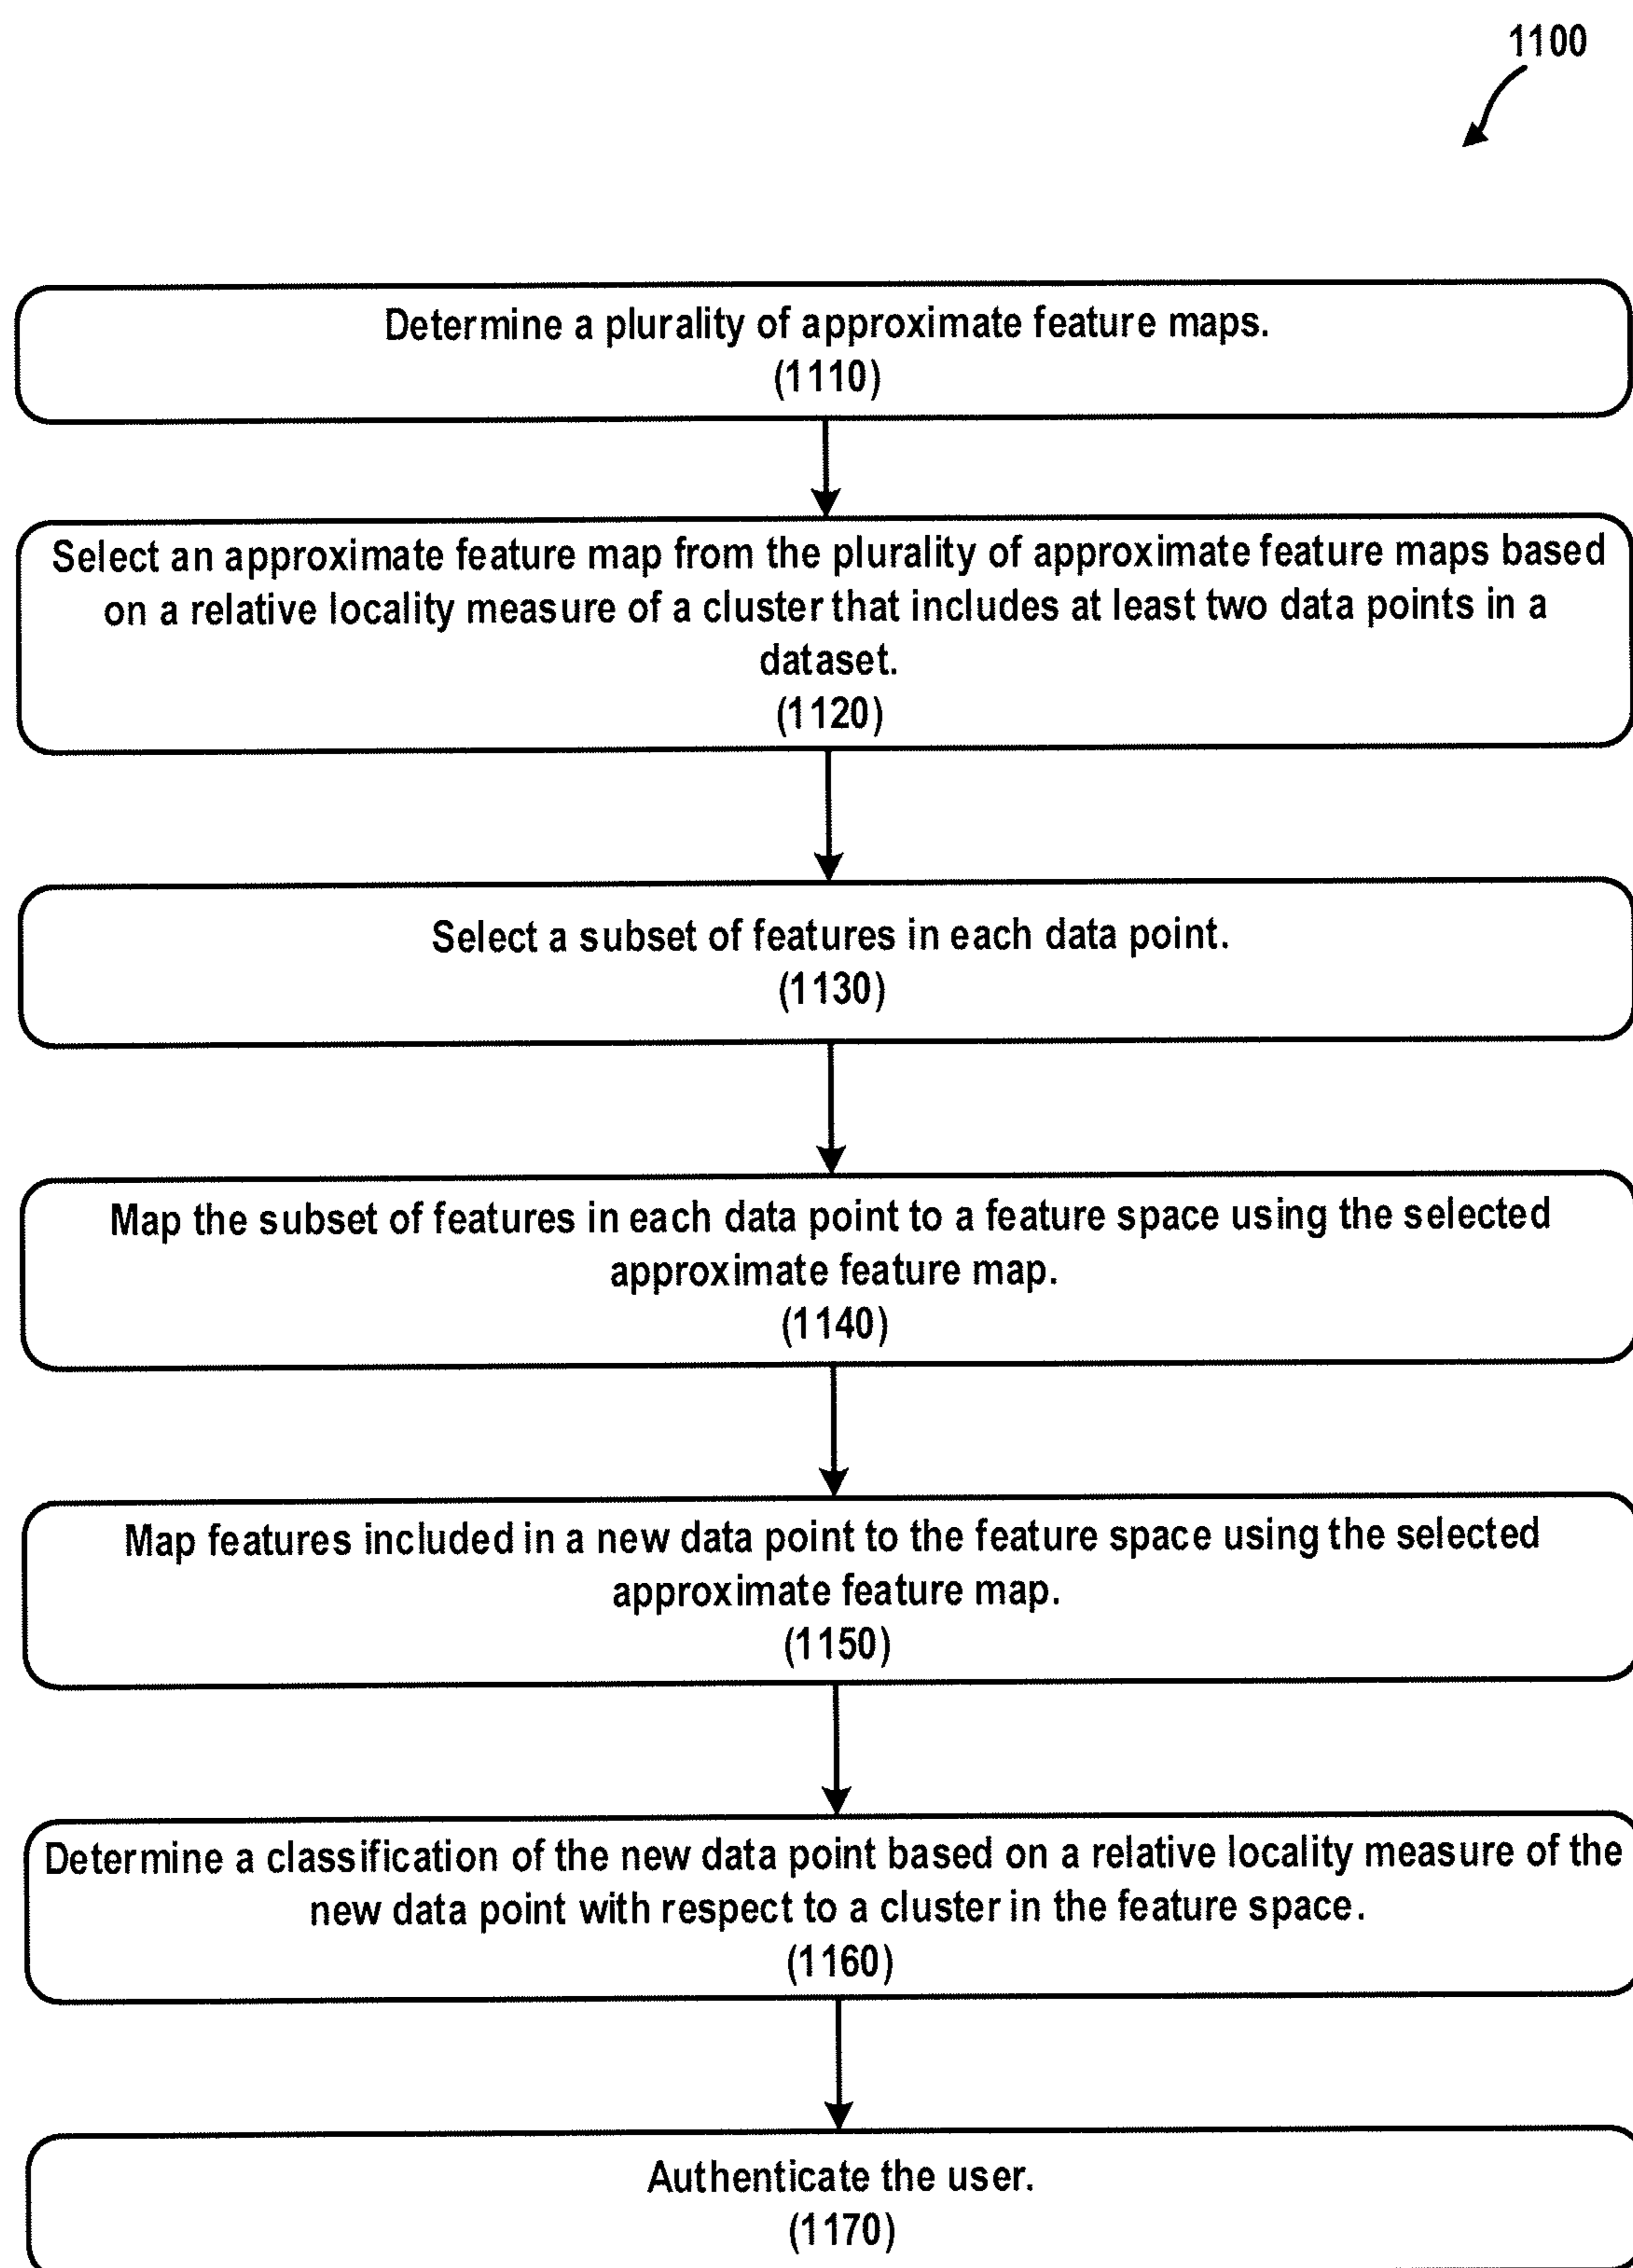 1100
Determine a plurality of approximate feature maps.
(1110)
Select an approximate feature map from the plurality of approximate feature maps based
on a relative locality measure of a cluster that includes at least two data points in a
dataset.
(1120)
Select a subset of features in each data point.
(1130)
Map the subset of features in each data point to a feature space using the selected
approximate feature map.
(1140)
Map features included in a new data point to the feature space using the selected
approximate feature map.
(1150)
Determine a classification of the new data point based on a relative locality measure of the
new data point with respect to a cluster in the feature space.
(1160)
Authenticate the user.
(1170)